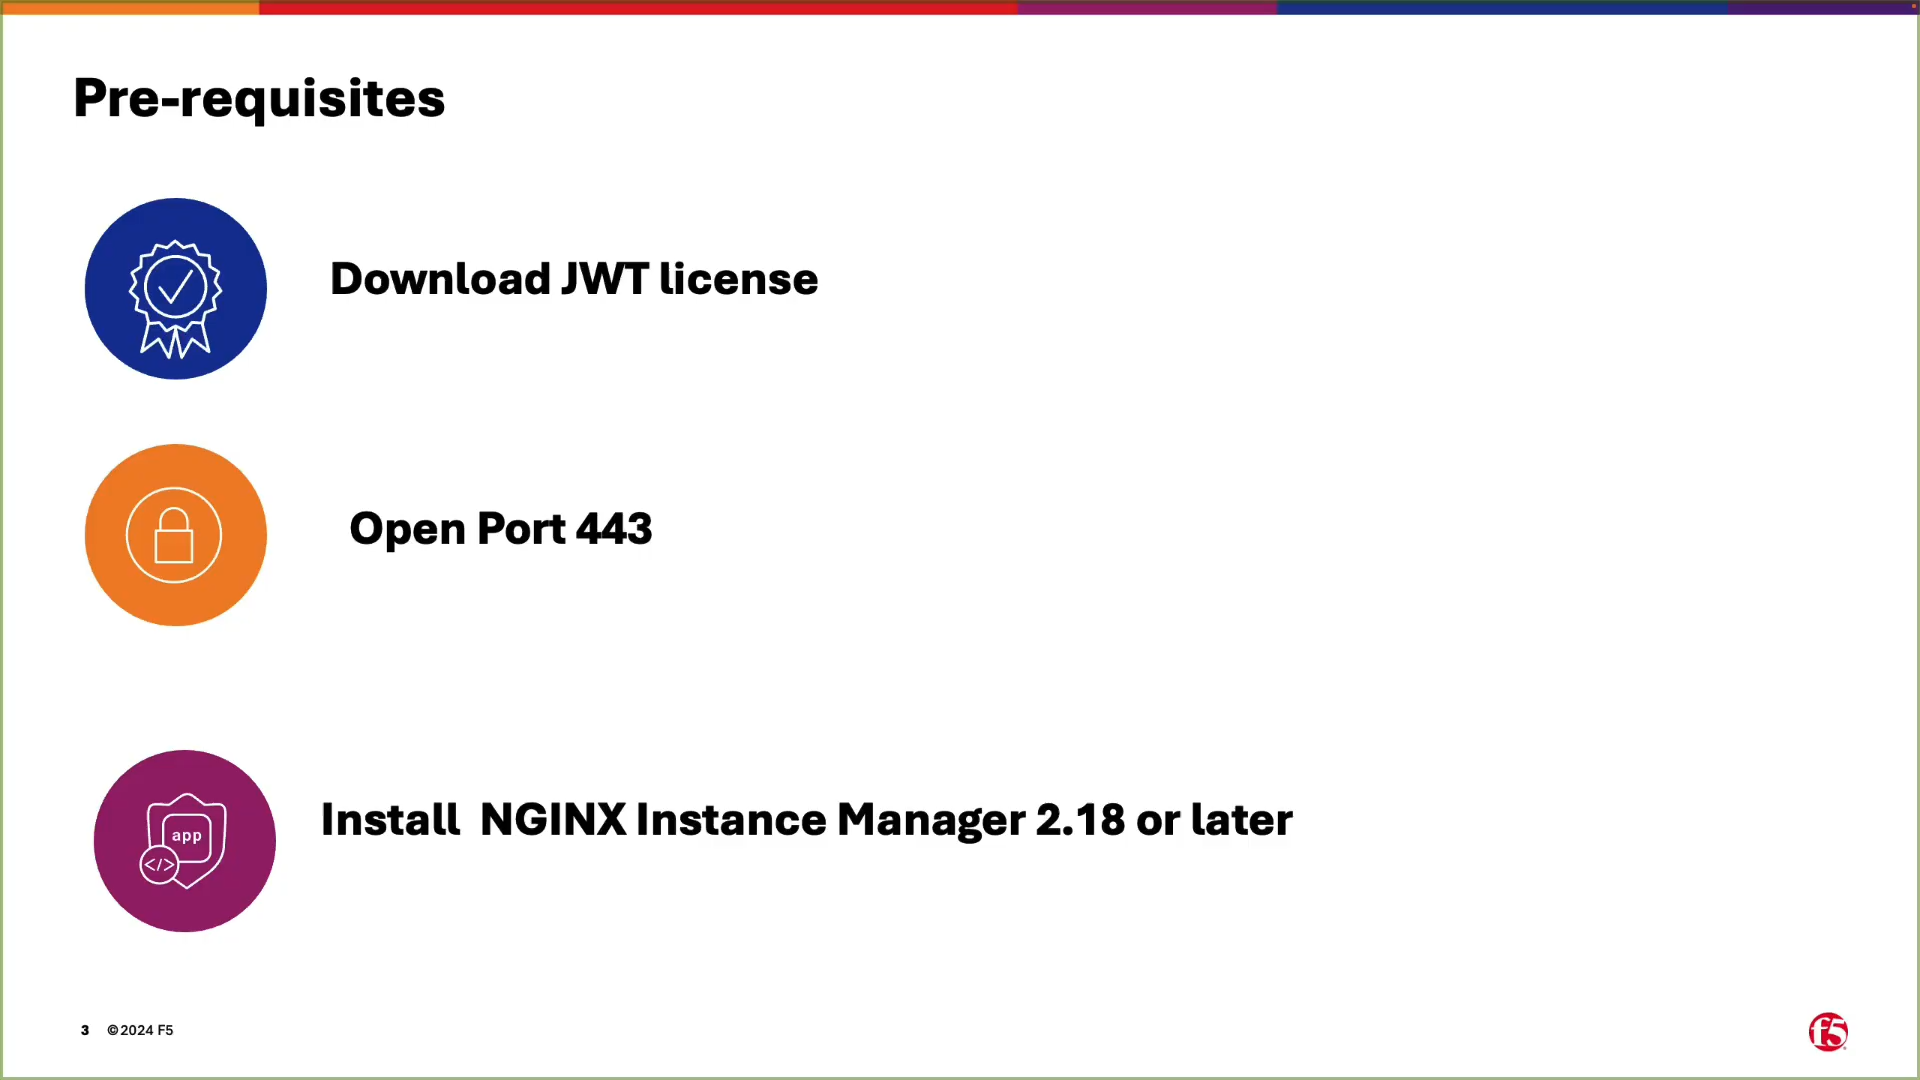 Pre-requisites
Download JWT license
Open Port 443
app
</>
Install  NGINX Instance Manager 2.18 or later
3 ©2024 F5
f5